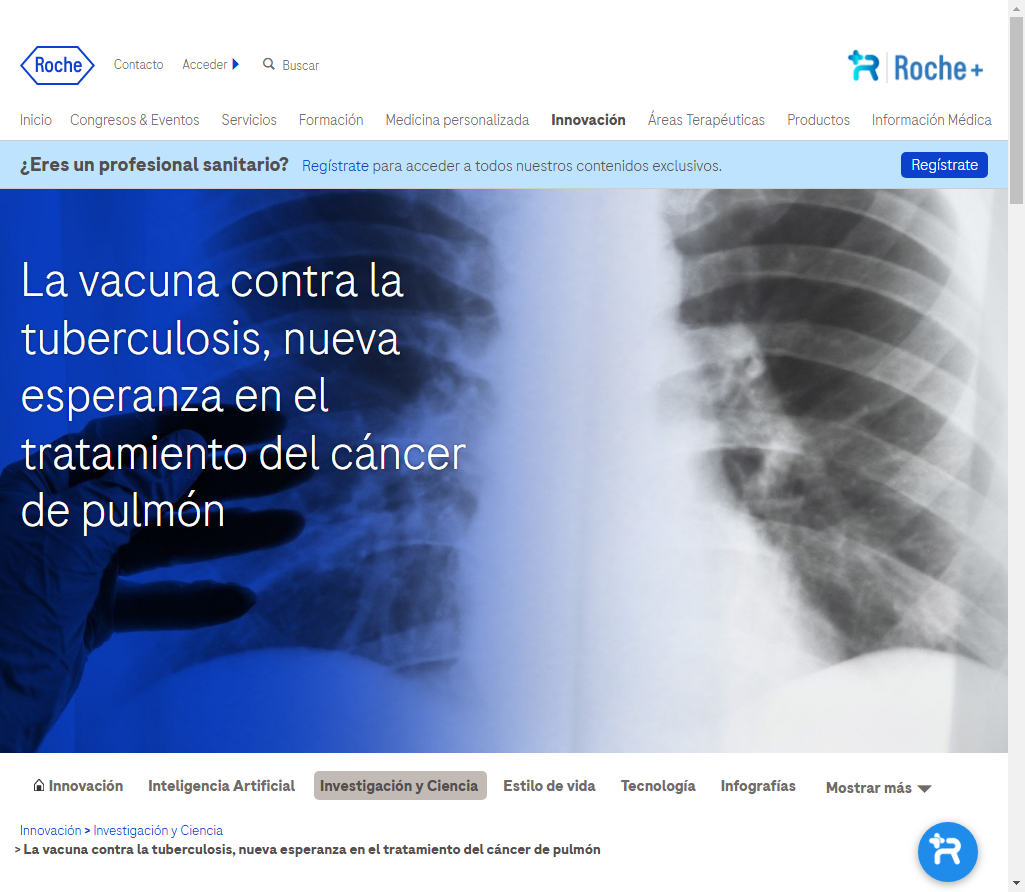 Roche
Contacto
Acceder
Buscar
Roche+
Inicio
Congresos & Eventos
Servicios
Formación
Medicina personalizada
Innovación
Áreas Terapéuticas
Productos
Información Médica
¿Eres un profesional sanitario?
Regístrate para acceder a todos nuestros contenidos exclusivos.
Regístrate
La vacuna contra la
tuberculosis, nueva
esperanza en el
tratamiento del cáncer
de pulmón
Innovación
Inteligencia Artificial
Investigación y Ciencia
Estilo de vida
Tecnología
Infografías
Mostrar más
Innovación > Investigación y Ciencia
> La vacuna contra la tuberculosis, nueva esperanza en el tratamiento del cáncer de pulmón